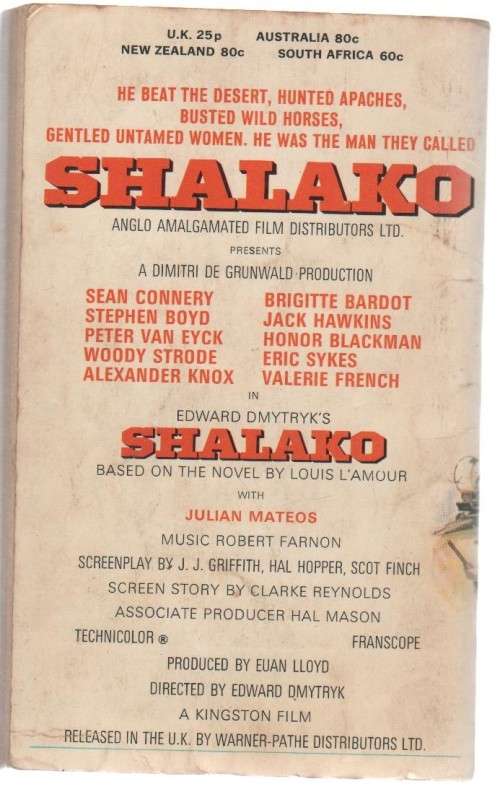 U.K. 25p AUSTRALIA 80c
NEW ZEALAND 80c SOUTH AFRICA 60c
HE BEAT THE DESERT, HUNTED APACHES,
BUSTED WILD HORSES,
GENTLED UNTAMED WOMEN. HE WAS THE MAN THEY CALLED
SHALAKO
ANGLO AMALGAMATED FILM DISTRIBUTORS LTD.
PRESENTS
A DIMITRI DE GRUNWALD PRODUCTION
SEAN CONNERY BRIGITTE BARDOT
STEPHEN BOYD JACK HAWKINS
PETER VAN EYCK HONOR BLACKMAN
WOODY STRODE ERIC SYKES
ALEXANDER KNOX VALERIE FRENCH
IN
EDWARD DMYTRYK'S
SHALAKO
BASED ON THE NOVEL BY LOUIS L'AMOUR
WITH
JULIAN MATEOS
MUSIC ROBERT FARNON
SCREENPLAY BY J. J. GRIFFITH, HAL HOPPER, SCOT FINCH
SCREEN STORY BY CLARKE REYNOLDS
ASSOCIATE PRODUCER HAL MASON
TECHNICOLOR ® FRANSCOPE
PRODUCED BY EUAN LLOYD
DIRECTED BY EDWARD DMYTRYK
A KINGSTON FILM
RELEASED IN THE U.K. BY WARNER-PATHE DISTRIBUTORS LTD.